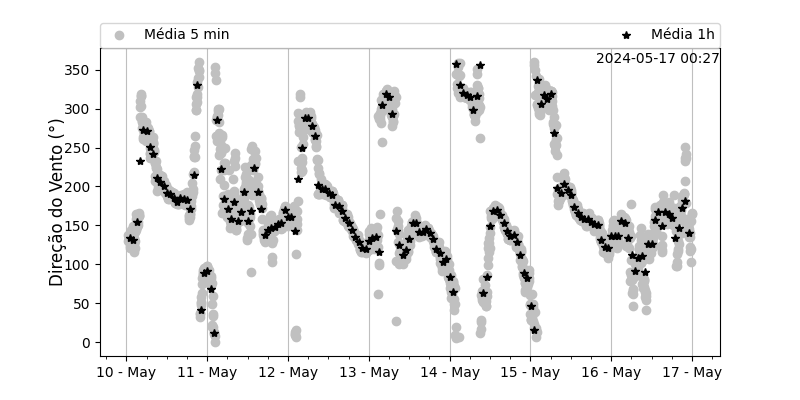 Média 5 min
Média 1h
2024-05-17 00:27
Direção do Vento (°)
350
300
250
200
150
100
50
0
10 - May
11 - May
12 - May
13 - May
14 - May
15 - May
16 - May
17 - May